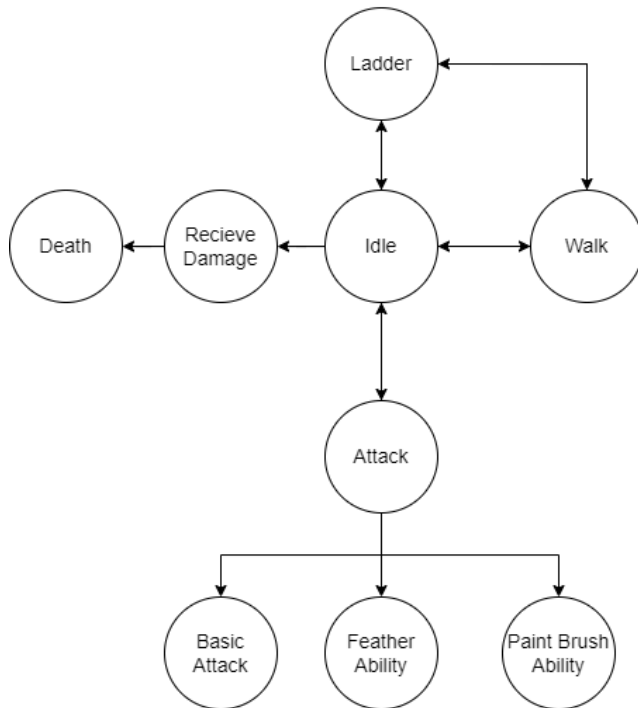 Ladder
Death
Recieve
Damage
Idle
Walk
Attack
Basic
Attack
Feather
Ability
Paint Brush
Ability